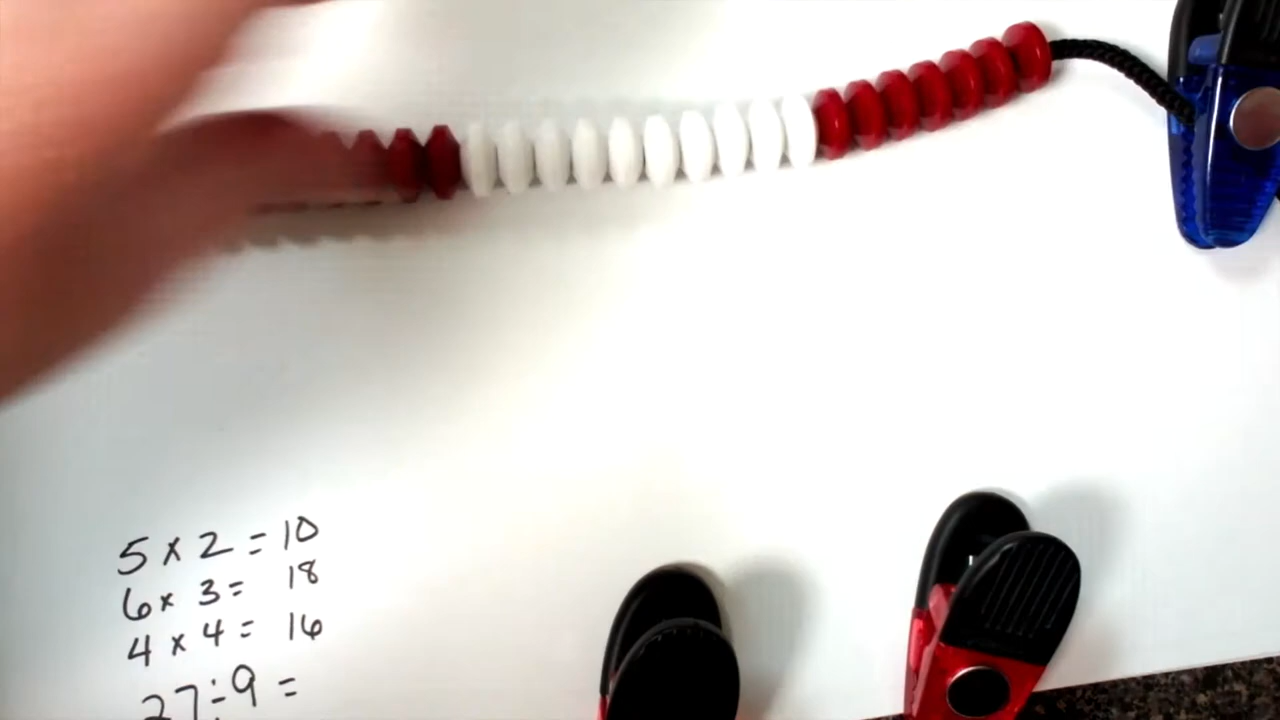 5 x 2 = 10
6 x 3 = 18
4 x 4 = 16
27 ÷ 9 =